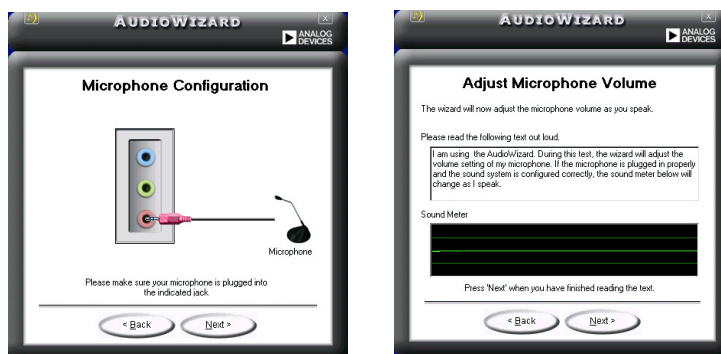 AUDIOWIZARD
ANALOG
DEVICES
Microphone Configuration
Microphone
Please make sure your microphone is plugged into
the indicated jack
< Back
Next >
AUDIOWIZARD
ANALOG
DEVICES
Adjust Microphone Volume
The wizard will now adjust the microphone volume as you speak.
Please read the following text out loud.
I am using the AudioWizard. During this test, the wizard will adjust the
volume setting of my microphone. If the microphone is plugged in properly
and the sound system is configured correctly, the sound meter below will
change as I speak.
Sound Meter
Press 'Next' when you have finished reading the text.
< Back
Next >